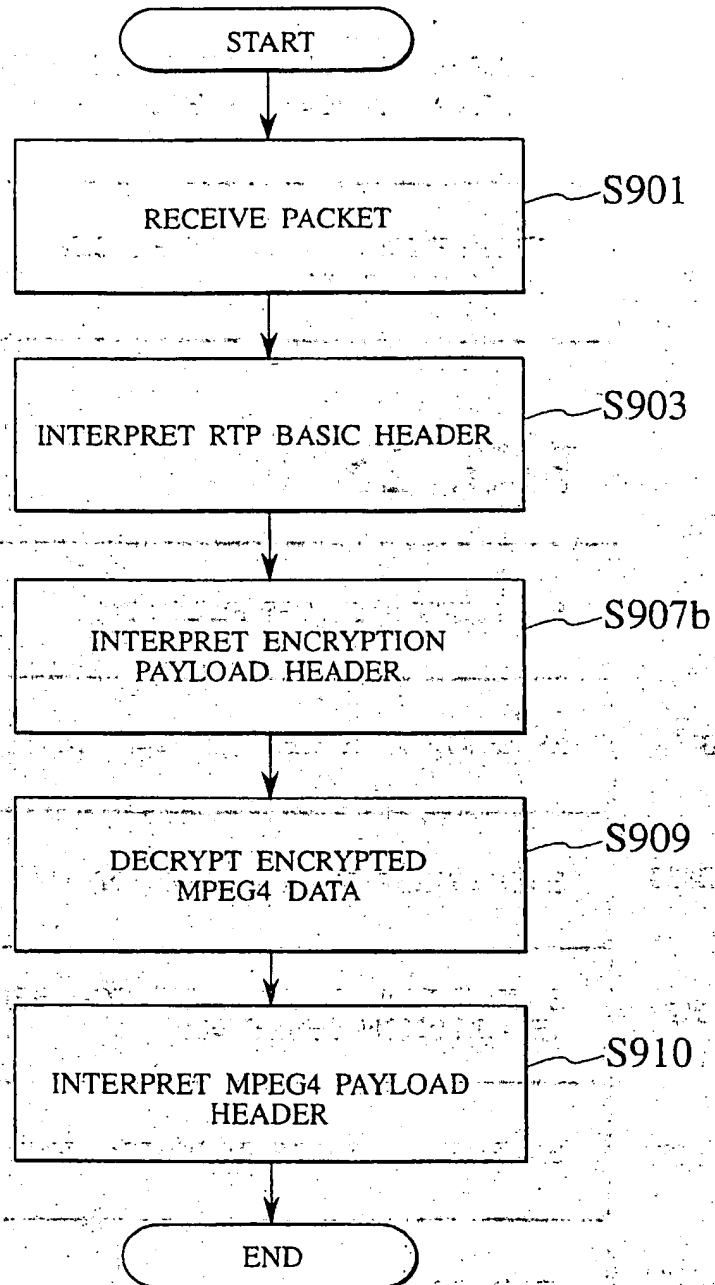 START
RECEIVE PACKET
S901
INTERPRET RTP BASIC HEADER
S903
INTERPRET ENCRYPTION
PAYLOAD HEADER
S907b
DECRYPT ENCRYPTED
MPEG4 DATA
S909
INTERPRET MPEG4 PAYLOAD
HEADER
S910
END